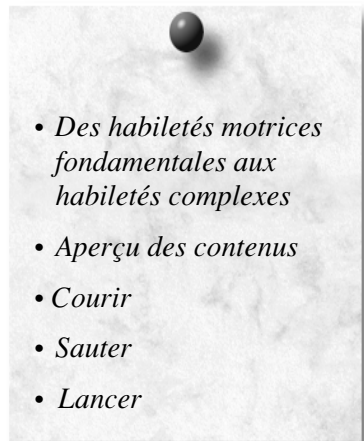 • Des habiletés motrices
fondamentales aux
habiletés complexes
• Aperçu des contenus
• Courir
• Sauter
• Lancer